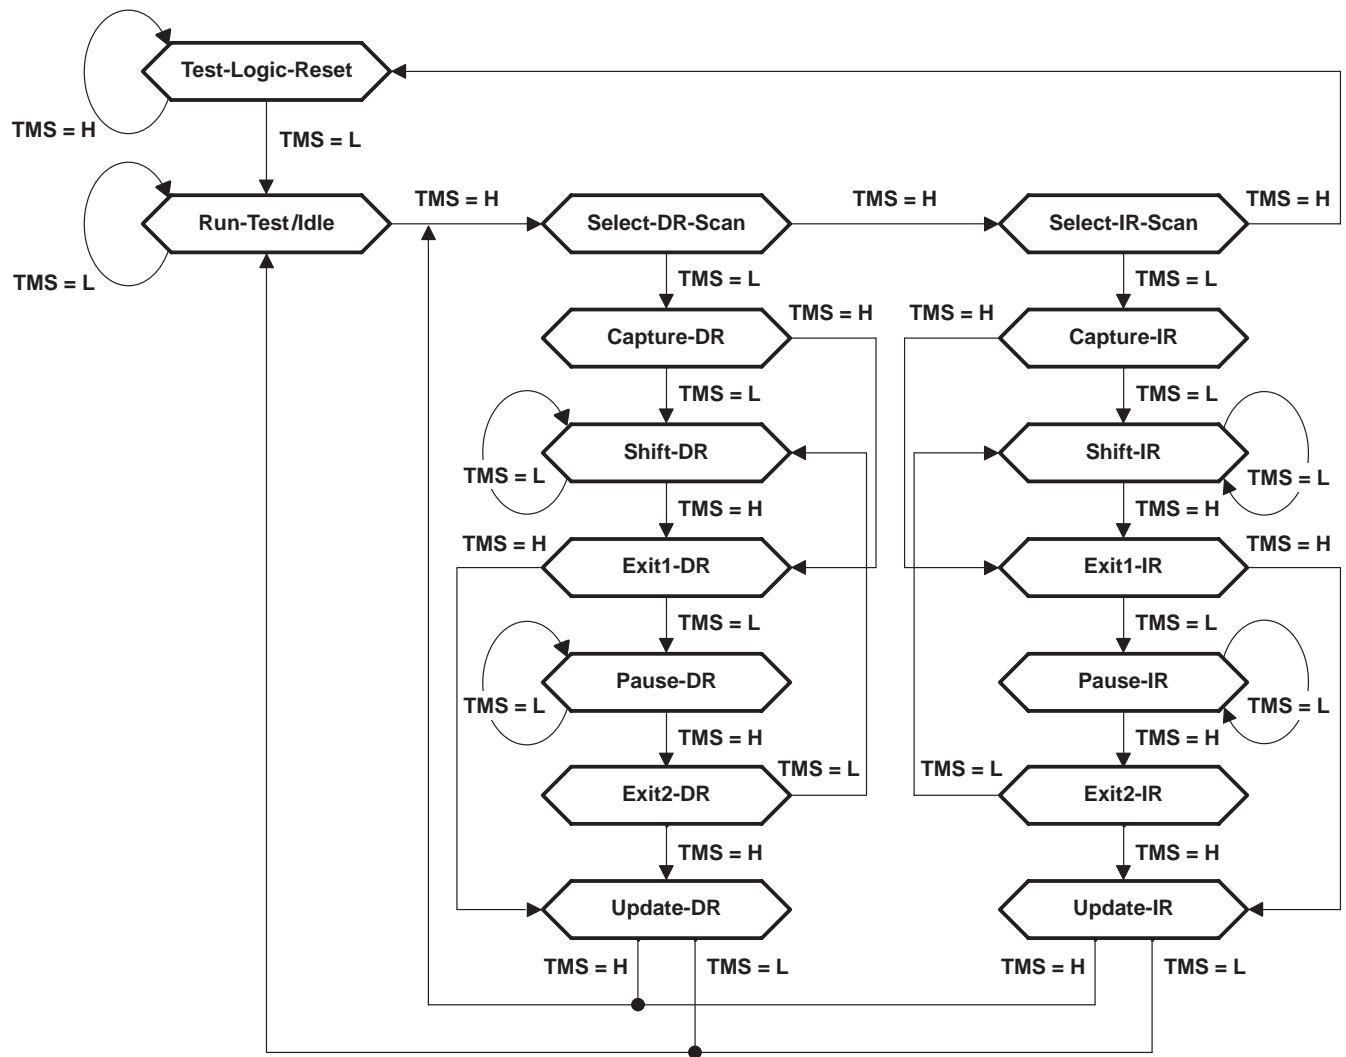 Test-Logic-Reset
TMS = H
TMS = L
TMS = H
TMS = H
TMS = H
Run-Test/Idle
Select-DR-Scan
Select-IR-Scan
TMS = L
TMS = L
TMS = L
TMS = H
TMS = H
Capture-DR
Capture-IR
TMS = L
TMS = L
Shift-DR
Shift-IR
TMS = L
TMS = L
TMS = H
TMS = H
TMS = H
TMS = H
Exit1-DR
Exit1-IR
TMS = L
TMS = L
Pause-DR
Pause-IR
TMS = L
TMS = L
TMS = H
TMS = H
TMS = L
TMS = L
Exit2-DR
Exit2-IR
TMS = H
TMS = H
Update-DR
Update-IR
TMS = H
TMS = L
TMS = H
TMS = L